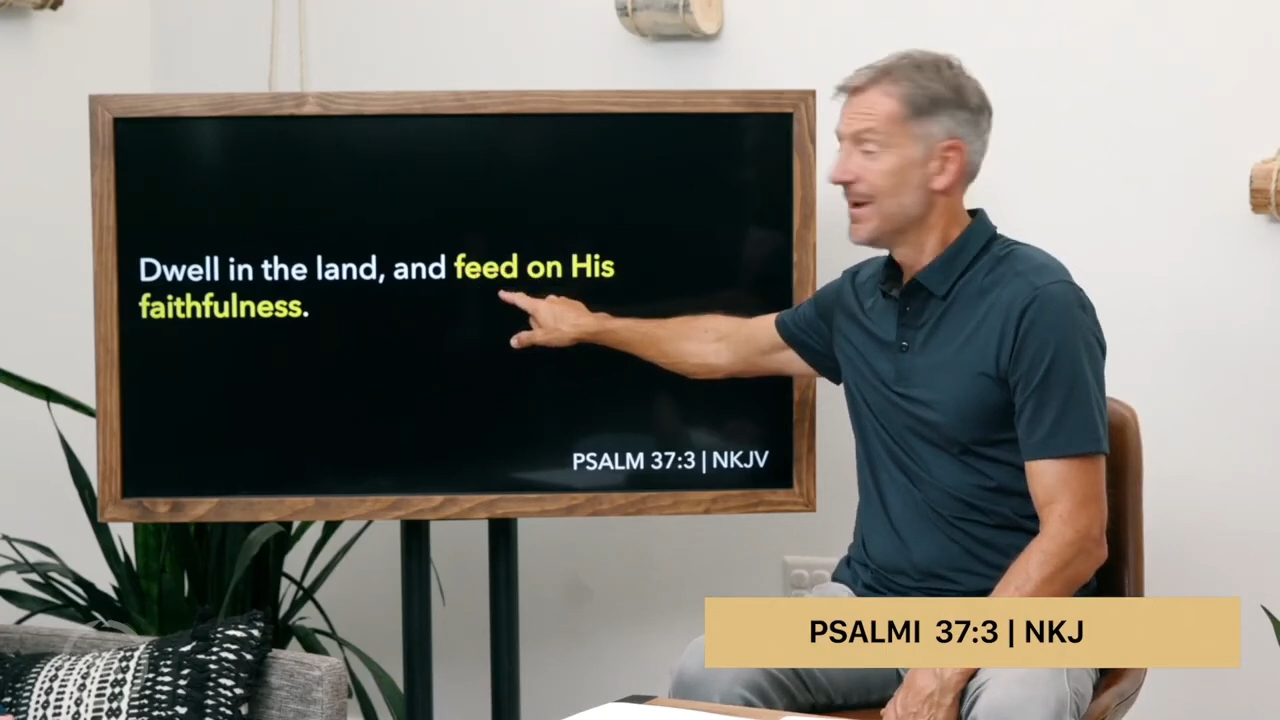 Dwell in the land, and feed on His
faithfulness.
PSALM 37:3 | NKJV
PSALMI 37:3 | NKJ